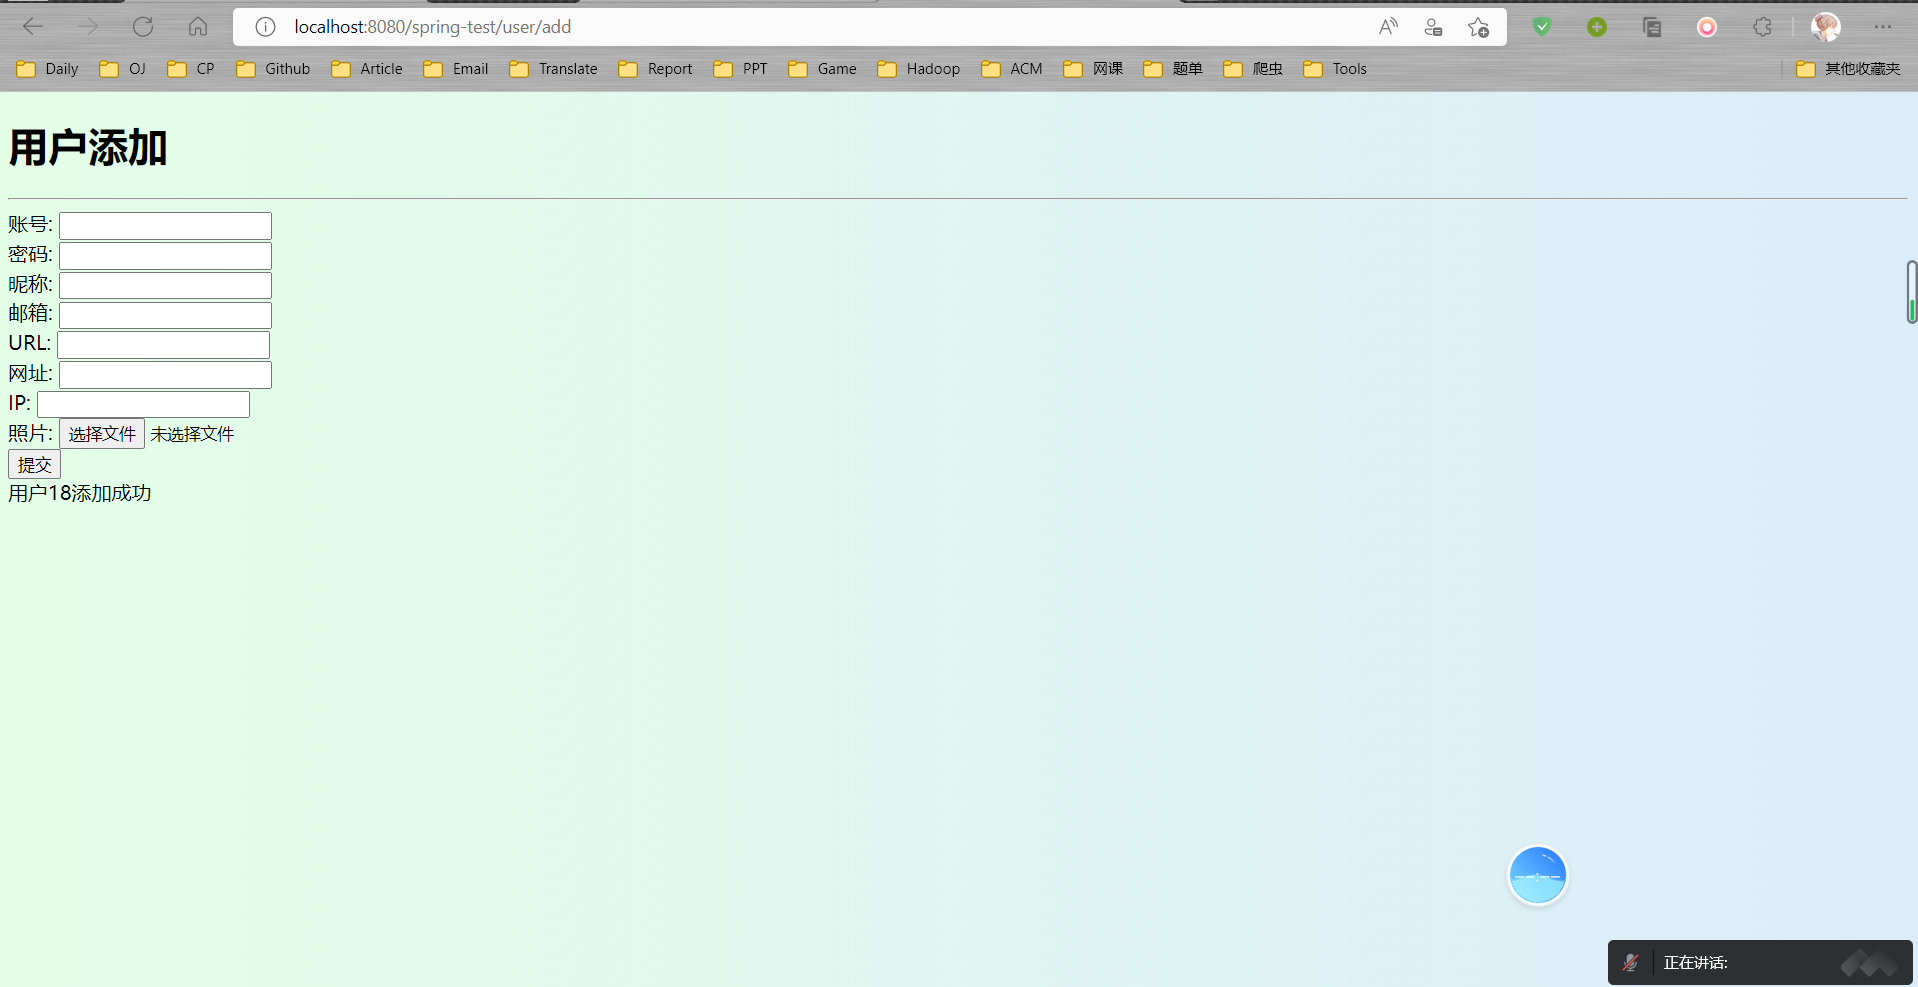 localhost:8080/spring-test/user/add
Daily OJ CP Github Article Email Translate Report PPT Game Hadoop ACM 网课 题单 爬虫 Tools 其他收藏夹
用户添加
账号:
密码:
昵称:
邮箱:
URL:
网址:
IP:
照片: 选择文件 未选择文件
提交
用户18添加成功
正在讲话: